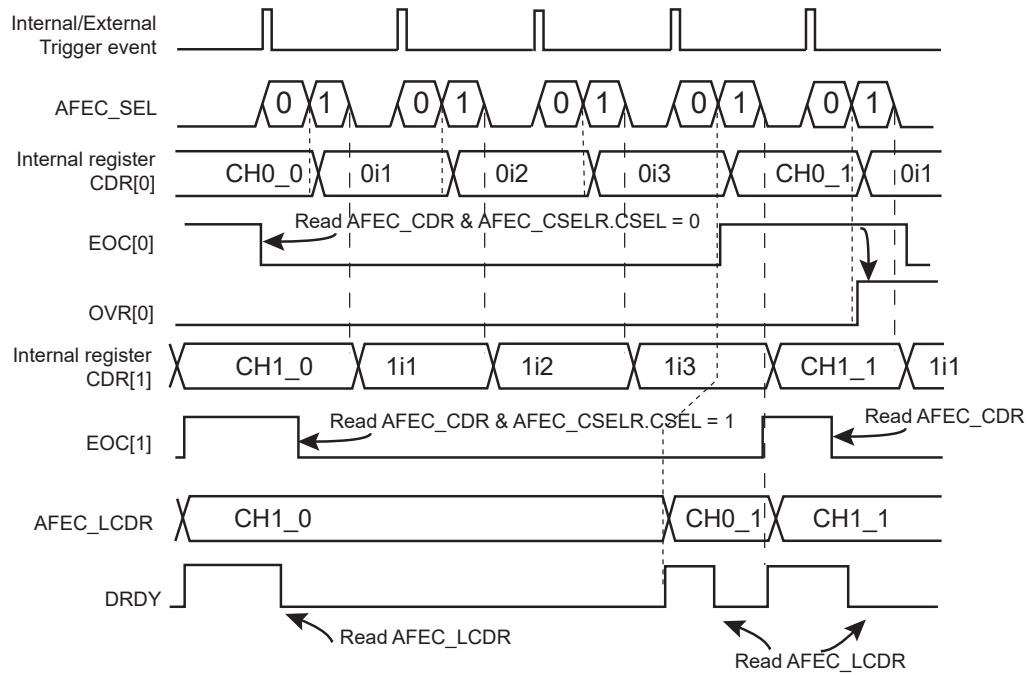 Internal/External
Trigger event
AFEC_SEL
0 1 0 1 0 1 0 1 0 1
Internal register
CDR[0]
CH0_0 0i1 0i2 0i3 CH0_1 0i1
Read AFEC_CDR & AFEC_CSELR.CSEL = 0
EOC[0]
OVR[0]
Internal register
CDR[1]
CH1_0 1i1 1i2 1i3 CH1_1 1i1
Read AFEC_CDR & AFEC_CSELR.CSEL = 1
Read AFEC_CDR
EOC[1]
AFEC_LCDR
CH1_0 CH0_1 CH1_1
DRDY
Read AFEC_LCDR
Read AFEC_LCDR